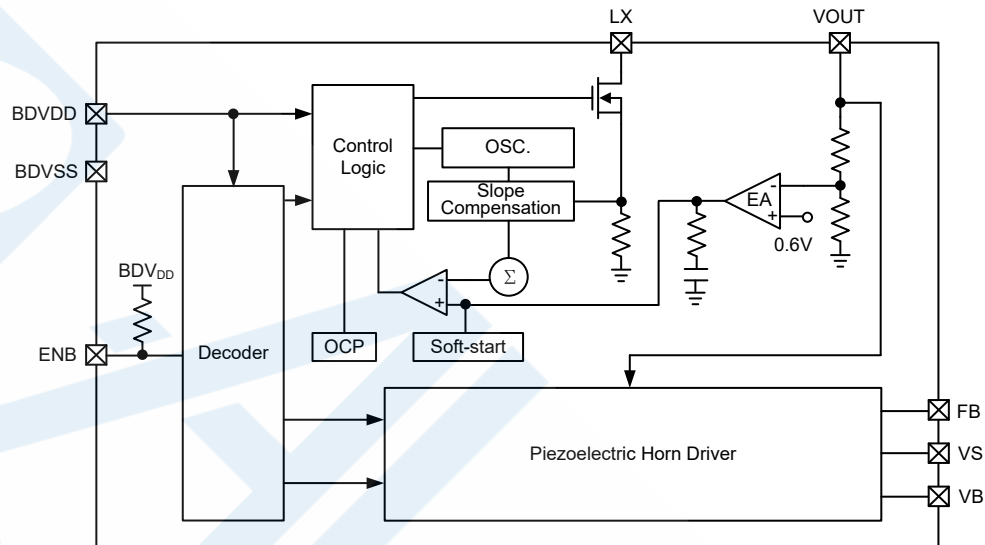 LX
VOUT
BDVDD
BDVSS
Control
Logic
OSC.
Slope
Compensation
EA
-
+
0.6V
BDVDD
Σ
-
+
ENB
Decoder
OCP
Soft-start
Piezoelectric Horn Driver
FB
VS
VB